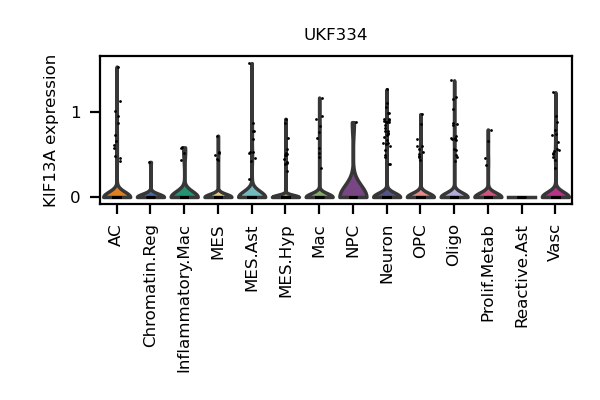 UKF334
KIF13A expression
1
0
AC
Chromatin.Reg
Inflammatory.Mac
MES
MES.Ast
MES.Hyp
Mac
NPC
Neuron
OPC
Oligo
Prolif.Metab
Reactive.Ast
Vasc